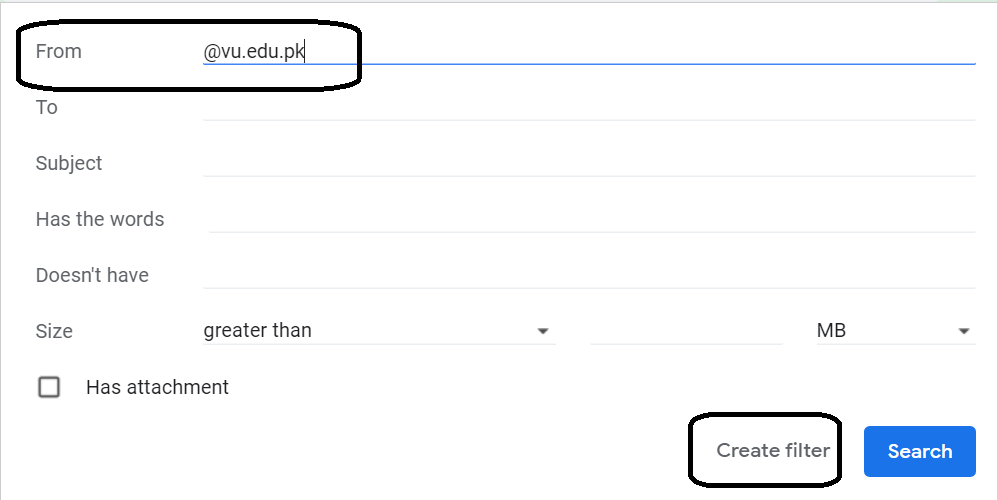 From @vu.edu.pk
To
Subject
Has the words
Doesn't have
Size greater than MB
Has attachment
Create filter Search